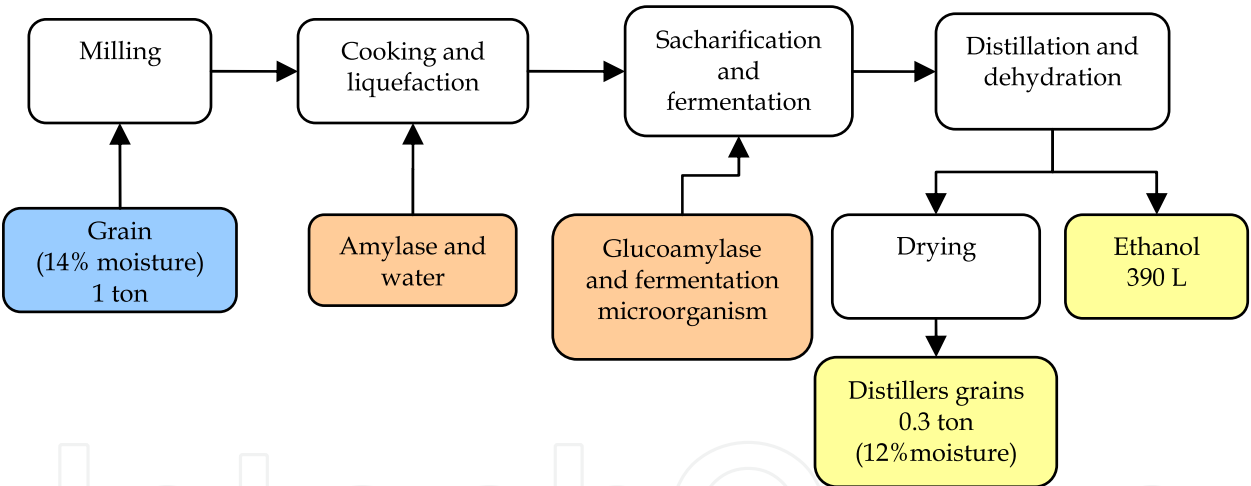 Milling
Cooking and
liquefaction
Sacharification
and
fermentation
Distillation and
dehydration
Grain
(14% moisture)
1 ton
Amylase and
water
Glucoamylase
and fermentation
microorganism
Drying
Ethanol
390 L
Distillers grains
0.3 ton
(12%moisture)